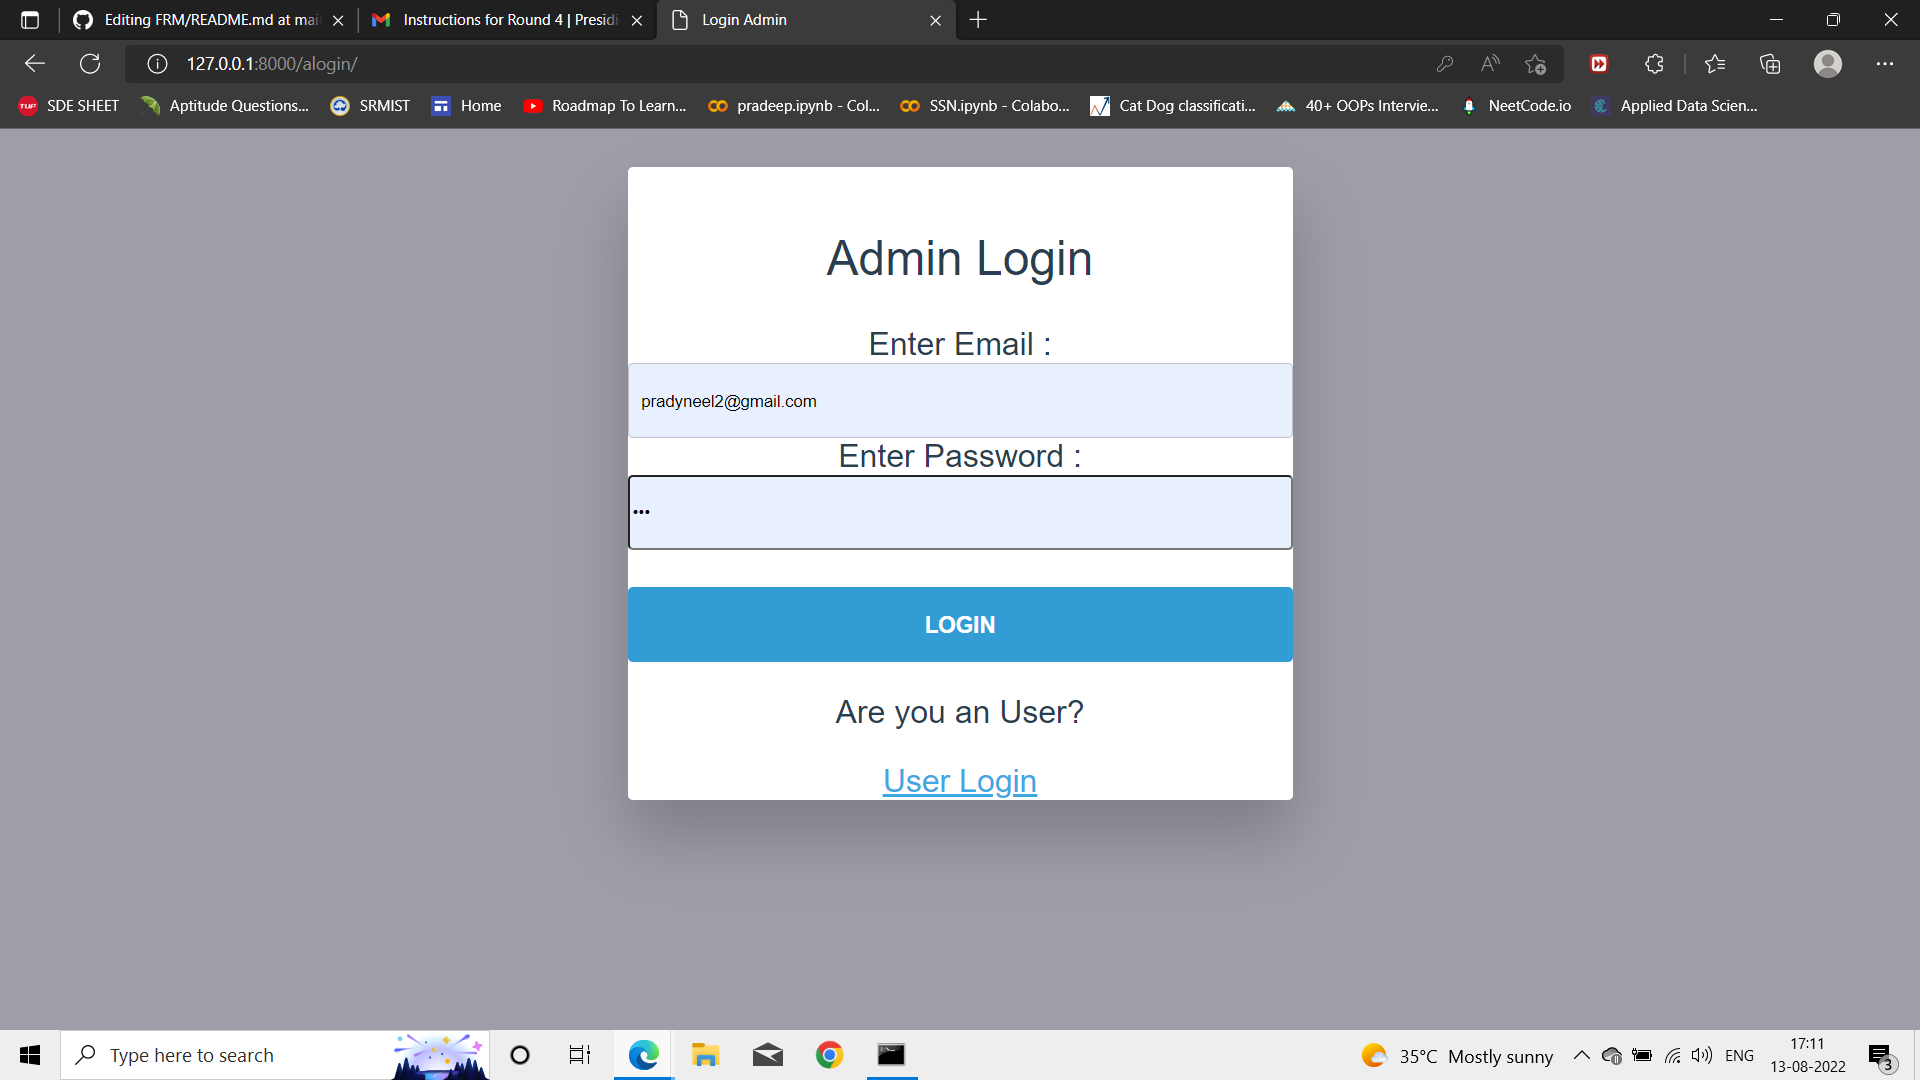 Editing FRM/README.md at mai
Instructions for Round 4 | Presidi
Login Admin
127.0.0.1:8000/alogin/
TUF SDE SHEET
Aptitude Questions...
SRMIST
Home
Roadmap To Learn...
pradeep.ipynb - Col...
SSN.ipynb - Colabo...
Cat Dog classificati...
40+ OOPs Intervie...
NeetCode.io
Applied Data Scien...
Admin Login
Enter Email :
pradyneel2@gmail.com
Enter Password :
•••
LOGIN
Are you an User?
User Login
Type here to search
35°C Mostly sunny
ENG
17:11
13-08-2022
3